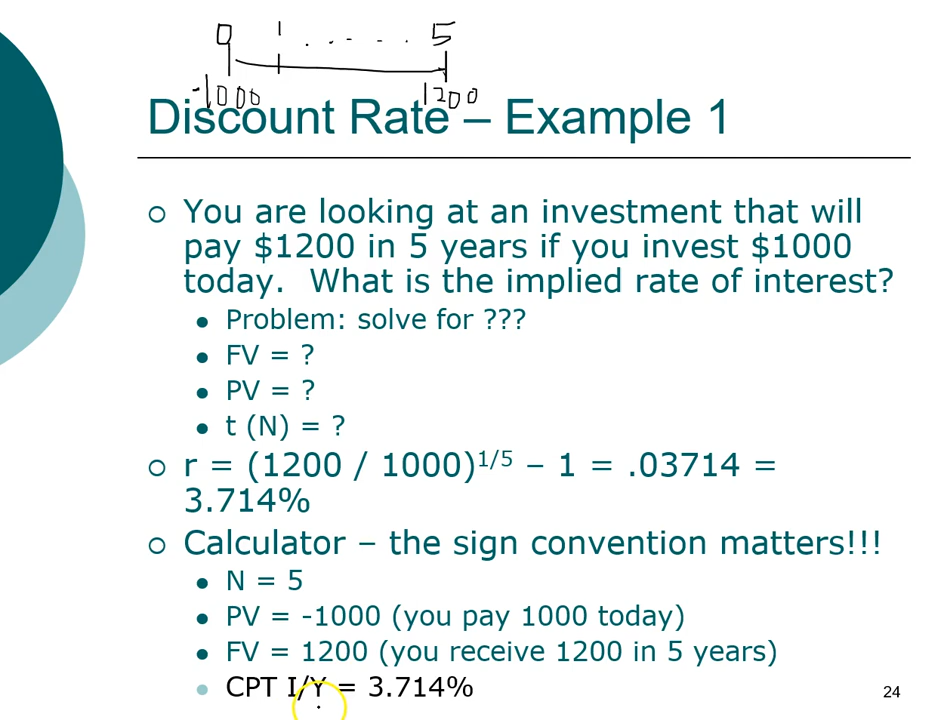 0 1 . . - . - . 5
-1000 1200
Discount Rate – Example 1
You are looking at an investment that will
pay $1200 in 5 years if you invest $1000
today.  What is the implied rate of interest?
Problem: solve for ???
FV = ?
PV = ?
t (N) = ?
r = (1200 / 1000)^1/5 – 1 = .03714 =
3.714%
Calculator – the sign convention matters!!!
N = 5
PV = -1000 (you pay 1000 today)
FV = 1200 (you receive 1200 in 5 years)
CPT I/Y = 3.714%
24